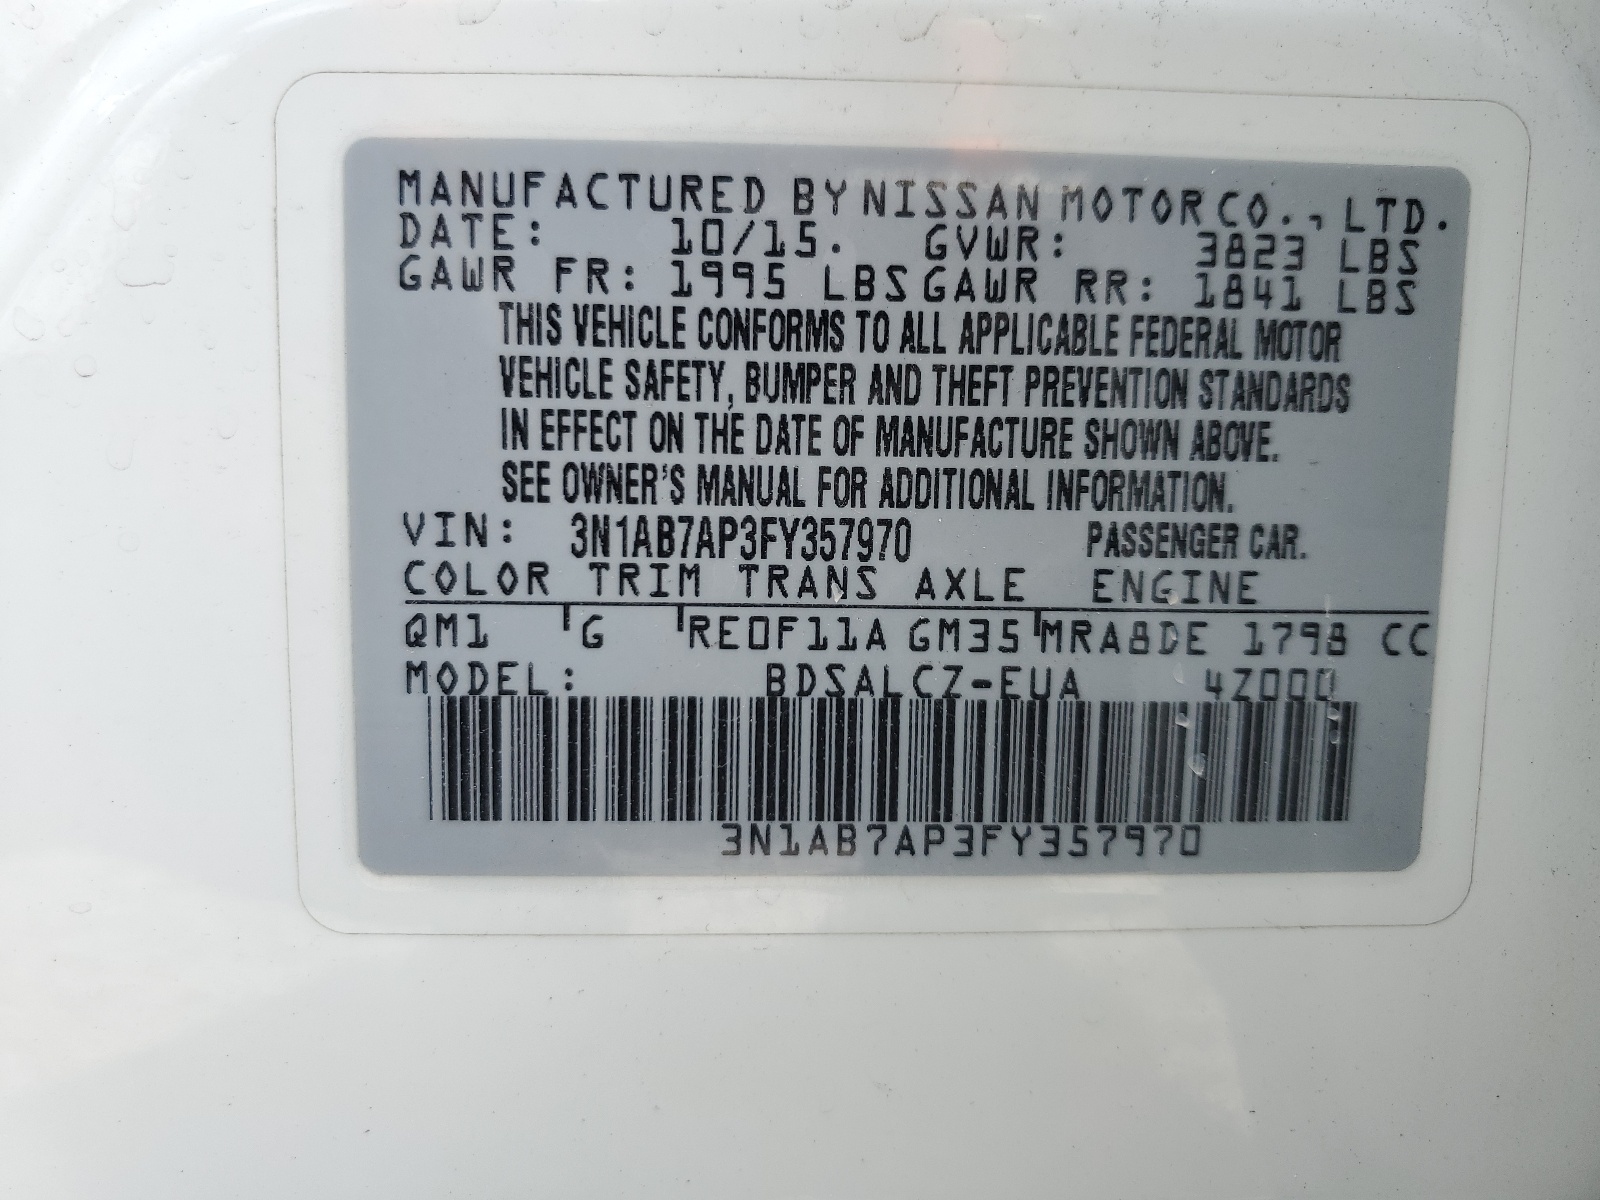 MANUFACTURED BY NISSAN MOTOR CO., LTD.
DATE: 10/15. GVWR: 3823 LBS
GAWR FR: 1995 LBS GAWR RR: 1841 LBS
THIS VEHICLE CONFORMS TO ALL APPLICABLE FEDERAL MOTOR
VEHICLE SAFETY, BUMPER AND THEFT PREVENTION STANDARDS
IN EFFECT ON THE DATE OF MANUFACTURE SHOWN ABOVE.
SEE OWNER'S MANUAL FOR ADDITIONAL INFORMATION.
VIN: 3N1AB7AP3FY357970 PASSENGER CAR.
COLOR TRIM TRANS AXLE ENGINE
QM1 G RE0F11A GM35 MRA8DE 1798 CC
MODEL: BDSALCZ-EUA 4Z000
3N1AB7AP3FY357970